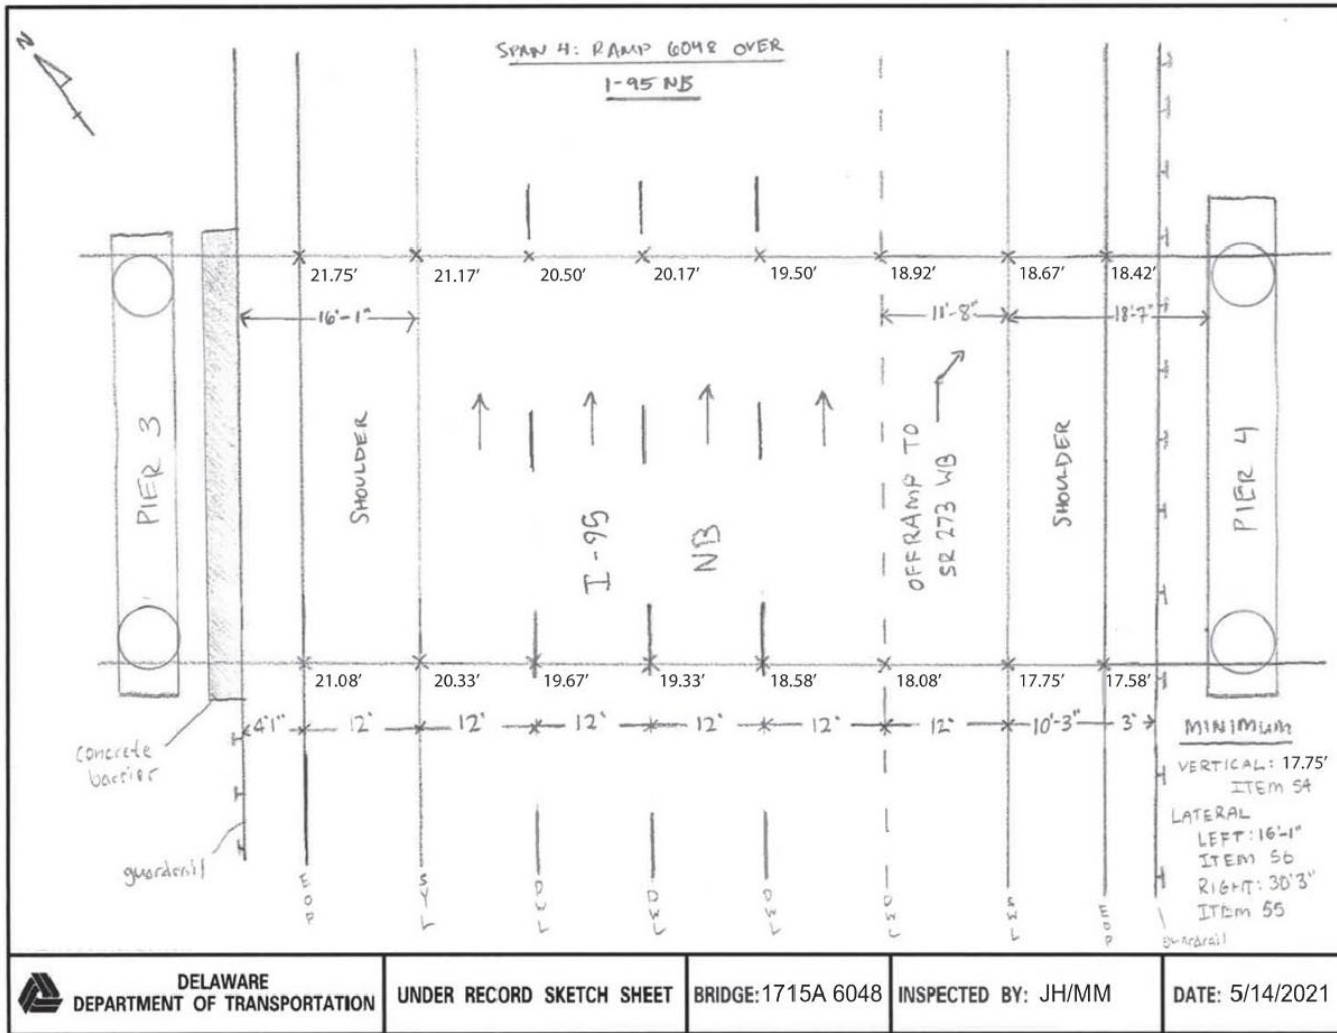 N
SPAN 4: RAMP 6048 OVER
I-95 NB
21.75' 21.17' 20.50' 20.17' 19.50' 18.92' 18.67' 18.42'
16'-1" 11'-8" 18'-7"
PIER 3
SHOULDER
I-95
NB
OFFRAMP TO
SR 273 WB
SHOULDER
PIER 4
21.08' 20.33' 19.67' 19.33' 18.58' 18.08' 17.75' 17.58'
4'1" 12' 12' 12' 12' 12' 12' 10'-3" 3'
concrete
barrier
guardrail
EOP
SYL
DWL
DWL
DWL
DWL
SWL
EOP
guardrail
MINIMUM
VERTICAL: 17.75'
ITEM 54
LATERAL
LEFT: 16'-1"
ITEM 56
RIGHT: 30'3"
ITEM 55
DELAWARE
DEPARTMENT OF TRANSPORTATION
UNDER RECORD SKETCH SHEET
BRIDGE: 1715A 6048
INSPECTED BY: JH/MM
DATE: 5/14/2021